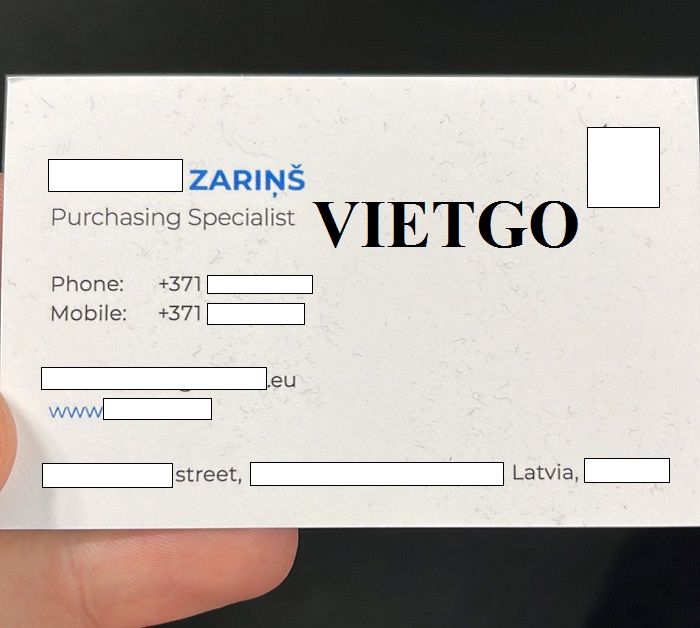 ZARIŅŠ
Purchasing Specialist
VIETGO
Phone: +371
Mobile: +371
.eu
www
street, Latvia,